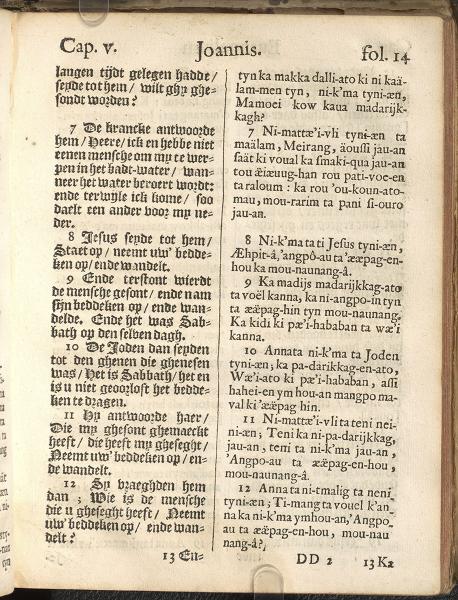 Cap. v.
Joannis.
fol. 14
langen tijdt gelegen hadde/
seyde tot hem/ wilt ghy ghe-
sondt worden?
7 De krancke antwoorde
hem/ Heere/ ick en hebbe niet
eenen mensche om my te wer-
pen in het badt-water/ wan-
neer het water beroert wordt:
ende terwyle ick kome/ soo
daelt een ander voor my ne-
der.
8 Jesus seyde tot hem/
Staet op/ neemt uw' bedde-
ken op/ ende wandelt.
9 Ende terstont wierdt
de mensche gesont/ ende nam
sijn beddeken op/ ende wan-
delde. Ende het was Sab-
bath op den selven dagh.
10 De Joden dan seyden
tot den ghenen die ghenesen
was/ Het is Sabbath/ het en
is u niet geoorloft het bedde-
ken te dragen.
11 Hy antwoorde haer/
Die my ghesont ghemaeckt
heeft/ die heeft my gheseght/
Neemt uw' beddeken op/ en-
de wandelt.
12 Sy vraeghden hem
dan; Wie is de mensche
die u gheseght heeft/ Neemt
uw' beddeken op/ ende wan-
delt?
13 En-
tyn ka makka dalli-ato ki ni kaä-
lam-men tyn, ni-k'ma tyni-æn,
Mamoei kow kaua madarijk-
kagh?
7 Ni-mattæ'i-vli tyni-æn ta
maälam, Meirang, äoussi jau-an
saät ki voual ka smaki-qua jau-an
tou æiæuug-han rou pati-voe-en
ta raloum: ka rou 'ou-koun-ato-
mau, mou-rarim ta pani si-ouro
jau-an.
8 Ni-k'ma ta ti Jesus tyni-æn,
Æhpit-â, 'angpô-au ta 'ææpag-en-
hou ka mou-naunang-â.
9 Ka madijs madarijkkag-ato
ta voël kanna, ka ni-angpo-in tyn
ta ææpag-hin tyn mou-naunang.
Ka kidi ki pæ'i-hababan ta wæ'i
kanna.
10 Annata ni-k'ma ta Joden
tyni-æn; ka pa-darikkag-en-ato,
Wæ'i-ato ki pæ'i-hababan, assi
hahei-en ym hou-an mangpo ma-
val ki 'ææpag hin.
11 Ni-mattæ'i-vli ta teni nei-
ni-æn; Teni ka ni-pa-darijkkag,
jau-an, teni ta ni-k'ma jau-an,
'Angpo-au ta ææpag-en-hou,
mou-naunang-â.
12 Anna ta ni-tmalig ta neni
tyni-æn; Ti-mang ta vouel k'an-
na ka ni-k'ma ymhou-an, 'Angpo-
au ta ææpag-en-hou, mou-nau
nang-â?
DD 2
13 Ka